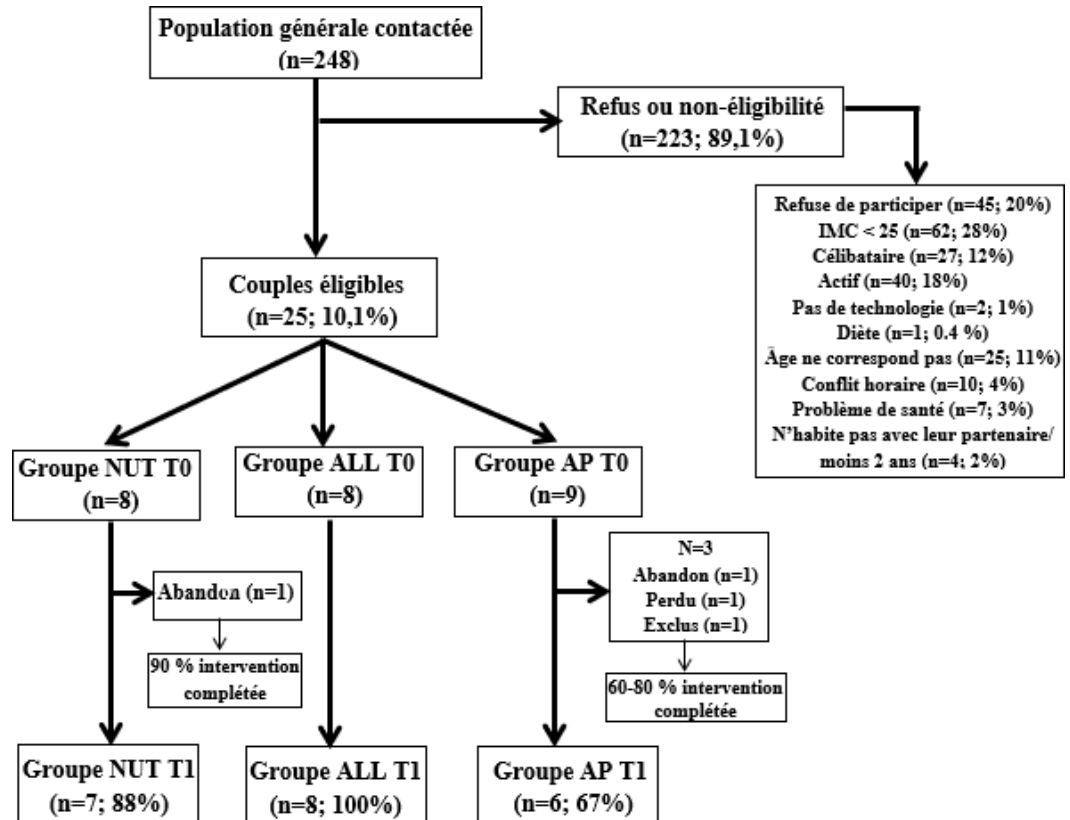 Population générale contactée
(n=248)
Refus ou non-éligibilité
(n=223; 89,1%)
Refuse de participer (n=45; 20%)
IMC < 25 (n=62; 28%)
Célibataire (n=27; 12%)
Actif (n=40; 18%)
Pas de technologie (n=2; 1%)
Diète (n=1; 0.4 %)
Âge ne correspond pas (n=25; 11%)
Conflit horaire (n=10; 4%)
Problème de santé (n=7; 3%)
N’habite pas avec leur partenaire/
moins 2 ans (n=4; 2%)
Couples éligibles
(n=25; 10,1%)
Groupe NUT T0
(n=8)
Groupe ALL T0
(n=8)
Groupe AP T0
(n=9)
Abandon (n=1)
90 % intervention
complétée
N=3
Abandon (n=1)
Perdu (n=1)
Exclus (n=1)
60-80 % intervention
complétée
Groupe NUT T1
(n=7; 88%)
Groupe ALL T1
(n=8; 100%)
Groupe AP T1
(n=6; 67%)